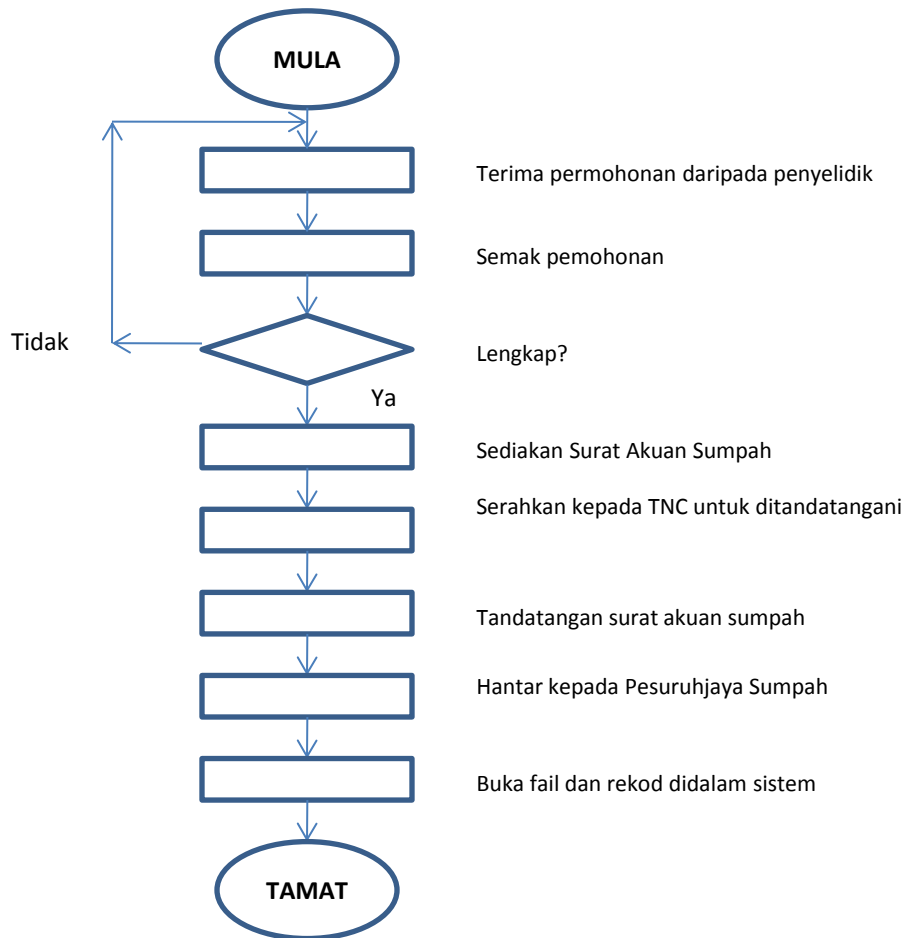 MULA
Terima permohonan daripada penyelidik
Semak pemohonan
Tidak
Lengkap?
Ya
Sediakan Surat Akuan Sumpah
Serahkan kepada TNC untuk ditandatangani
Tandatangan surat akuan sumpah
Hantar kepada Pesuruhjaya Sumpah
Buka fail dan rekod didalam sistem
TAMAT